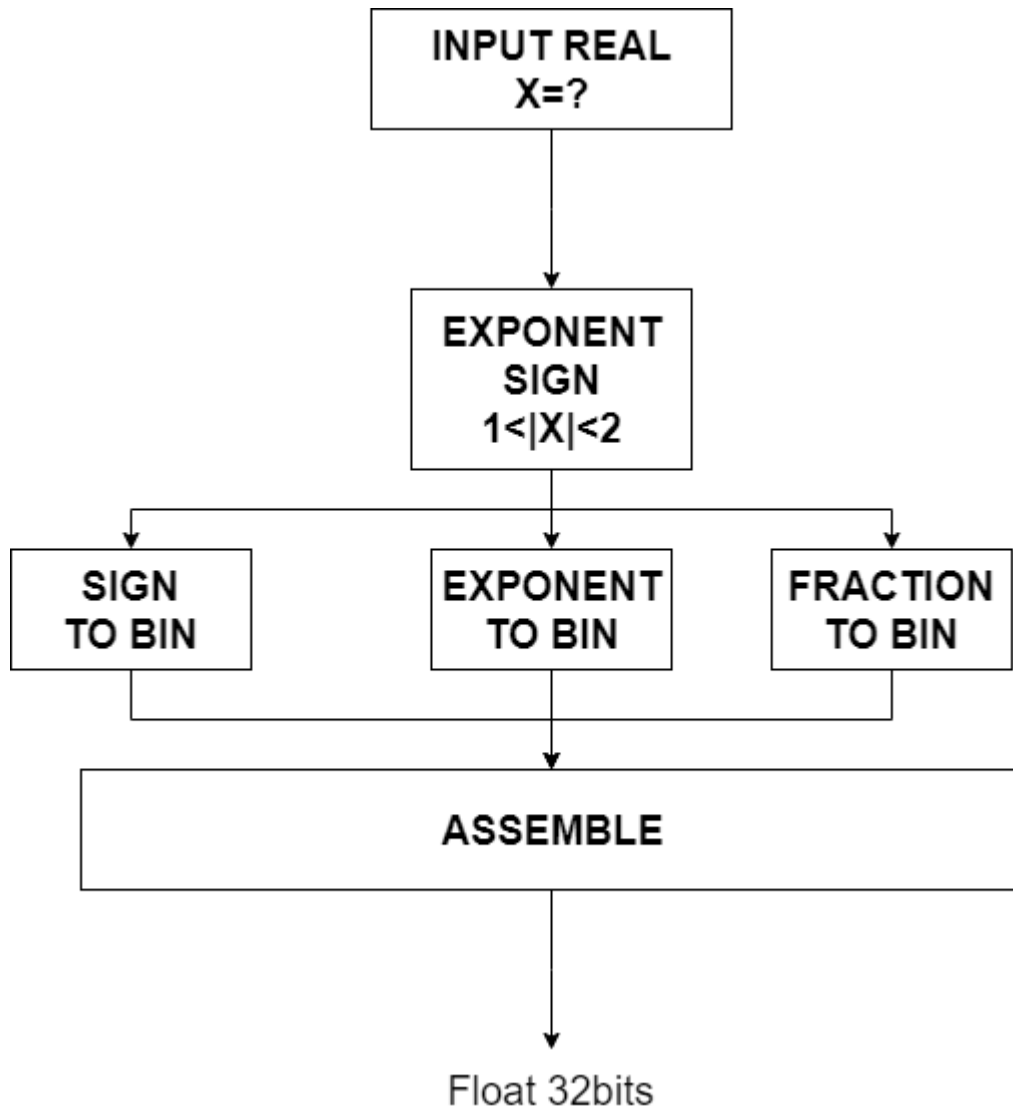 INPUT REAL
X=?
EXPONENT
SIGN
1<|X|<2
SIGN
TO BIN
EXPONENT
TO BIN
FRACTION
TO BIN
ASSEMBLE
Float 32bits